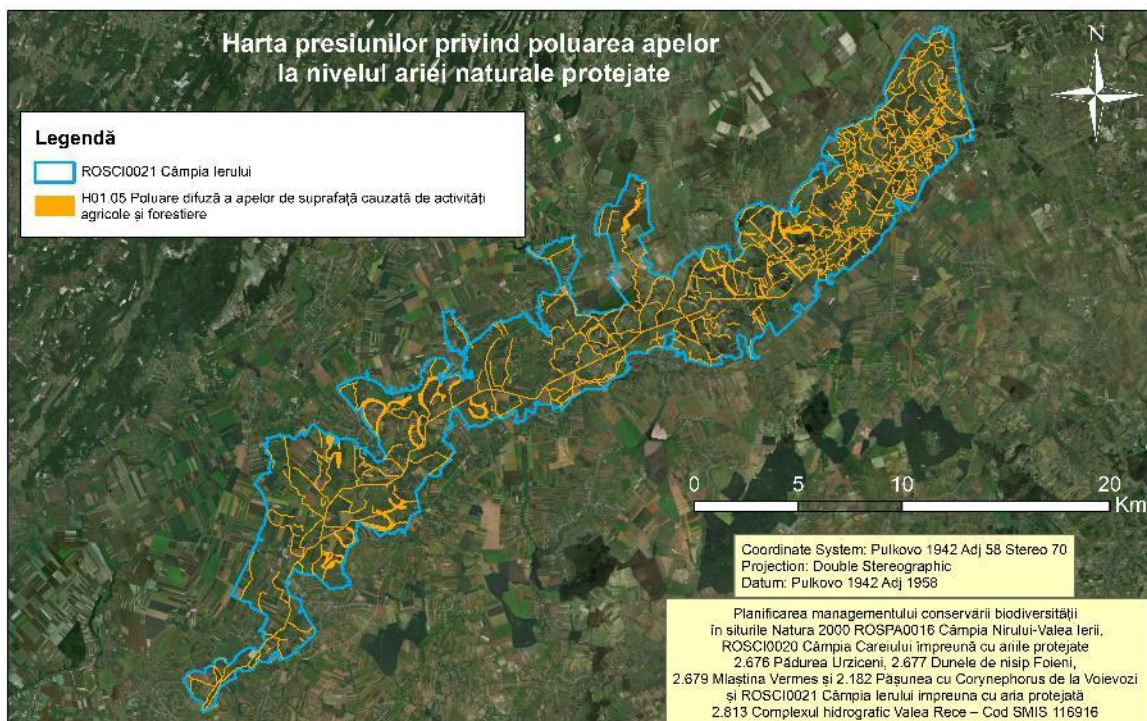 Harta presiunilor privind poluarea apelor
la nivelul ariei naturale protejate
N
Legendă
ROSCI0021 Câmpia Ierului
H01.05 Poluare difuză a apelor de suprafață cauzată de activități
agricole și forestiere
0 5 10 20
Km
Coordinate System: Pulkovo 1942 Adj 58 Stereo 70
Projection: Double Stereographic
Datum: Pulkovo 1942 Adj 1958
Planificarea managementului conservării biodiversității
în siturile Natura 2000 ROSPA0016 Câmpia Nirului-Valea Ierii,
ROSCI0020 Câmpia Careiului împreună cu ariile protejate
2.676 Pădurea Urziceni, 2.677 Dunele de nisip Foieni,
2.679 Mlaștina Vermes și 2.182 Pășunea cu Corynephorus de la Voievozi
și ROSCI0021 Câmpia Ierului impreuna cu aria protejată
2.813 Complexul hidrografic Valea Rece – Cod SMIS 116916